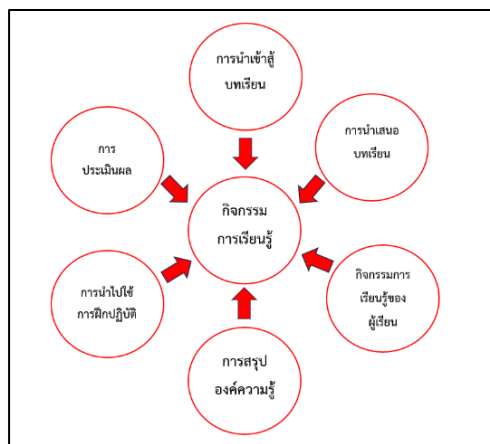 การนำเข้าสู้
บทเรียน
การนำเสนอ
บทเรียน
การ
ประเมินผล
กิจกรรม
การเรียนรู้
กิจกรรมการ
เรียนรู้ของ
ผู้เรียน
การนำไปใช้
การฝึกปฏิบัติ
การสรุป
องค์ความรู้